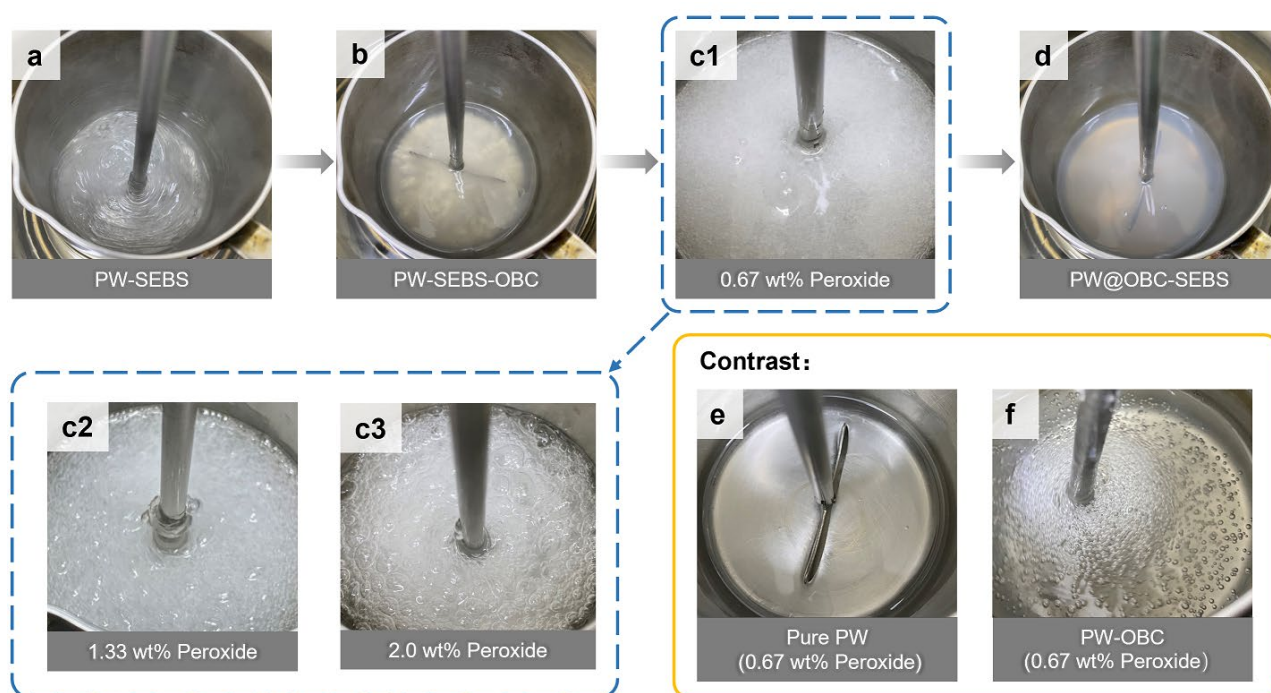 a
PW-SEBS
b
PW-SEBS-OBC
c1
0.67 wt% Peroxide
d
PW@OBC-SEBS
c2
1.33 wt% Peroxide
c3
2.0 wt% Peroxide
Contrast：
e
Pure PW
(0.67 wt% Peroxide)
f
PW-OBC
(0.67 wt% Peroxide）